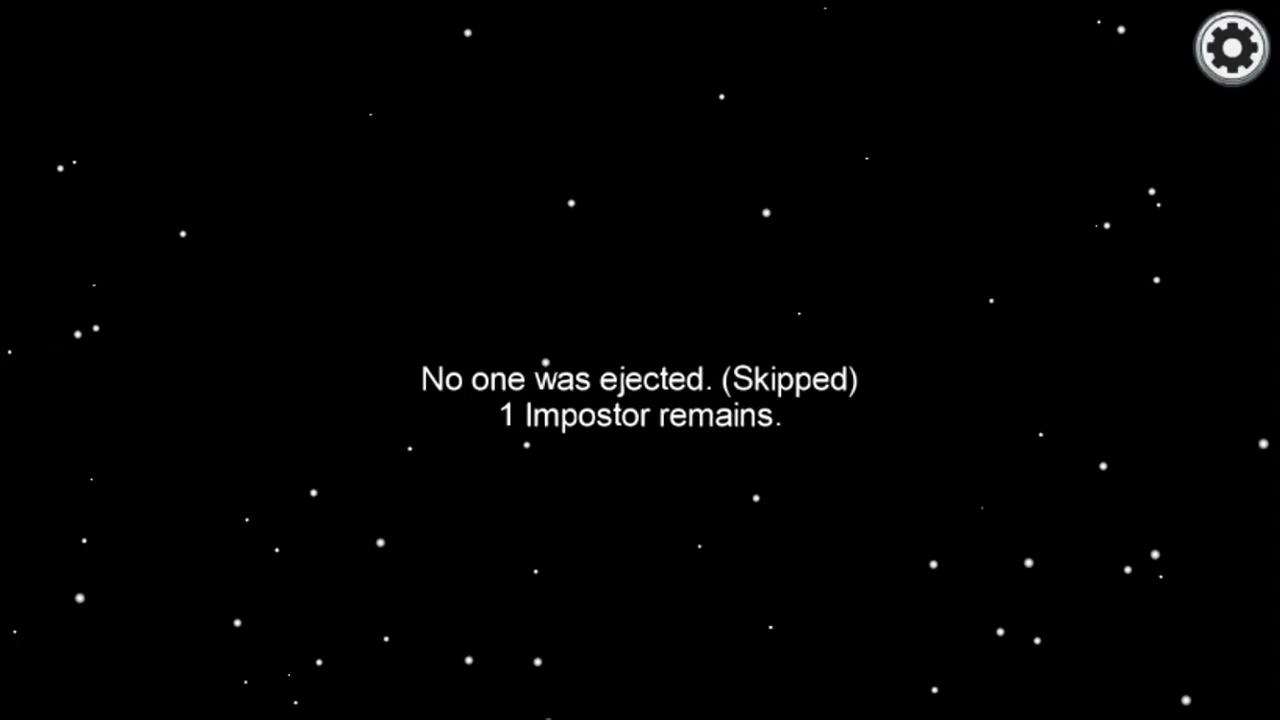 No one was ejected. (Skipped)
1 Impostor remains.